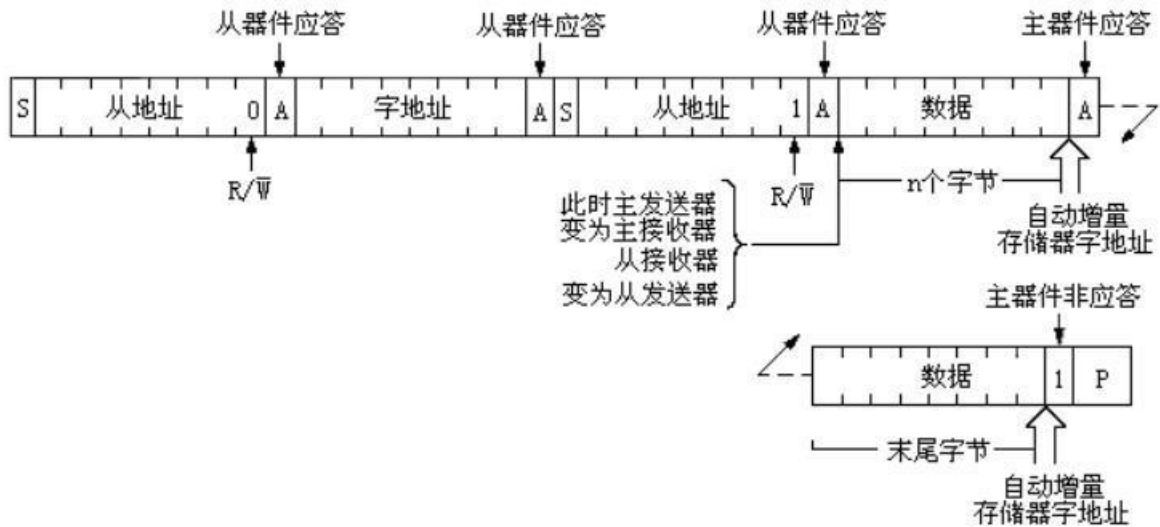 从器件应答 从器件应答 从器件应答 主器件应答
S 从地址 0 A 字地址 A S 从地址 1 A 数据 A
R/W̅ R/W̅ n个字节
此时主发送器
变为主接收器
从接收器
变为从发送器
自动增量
存储器字地址
主器件非应答
数据 1 P
末尾字节
自动增量
存储器字地址